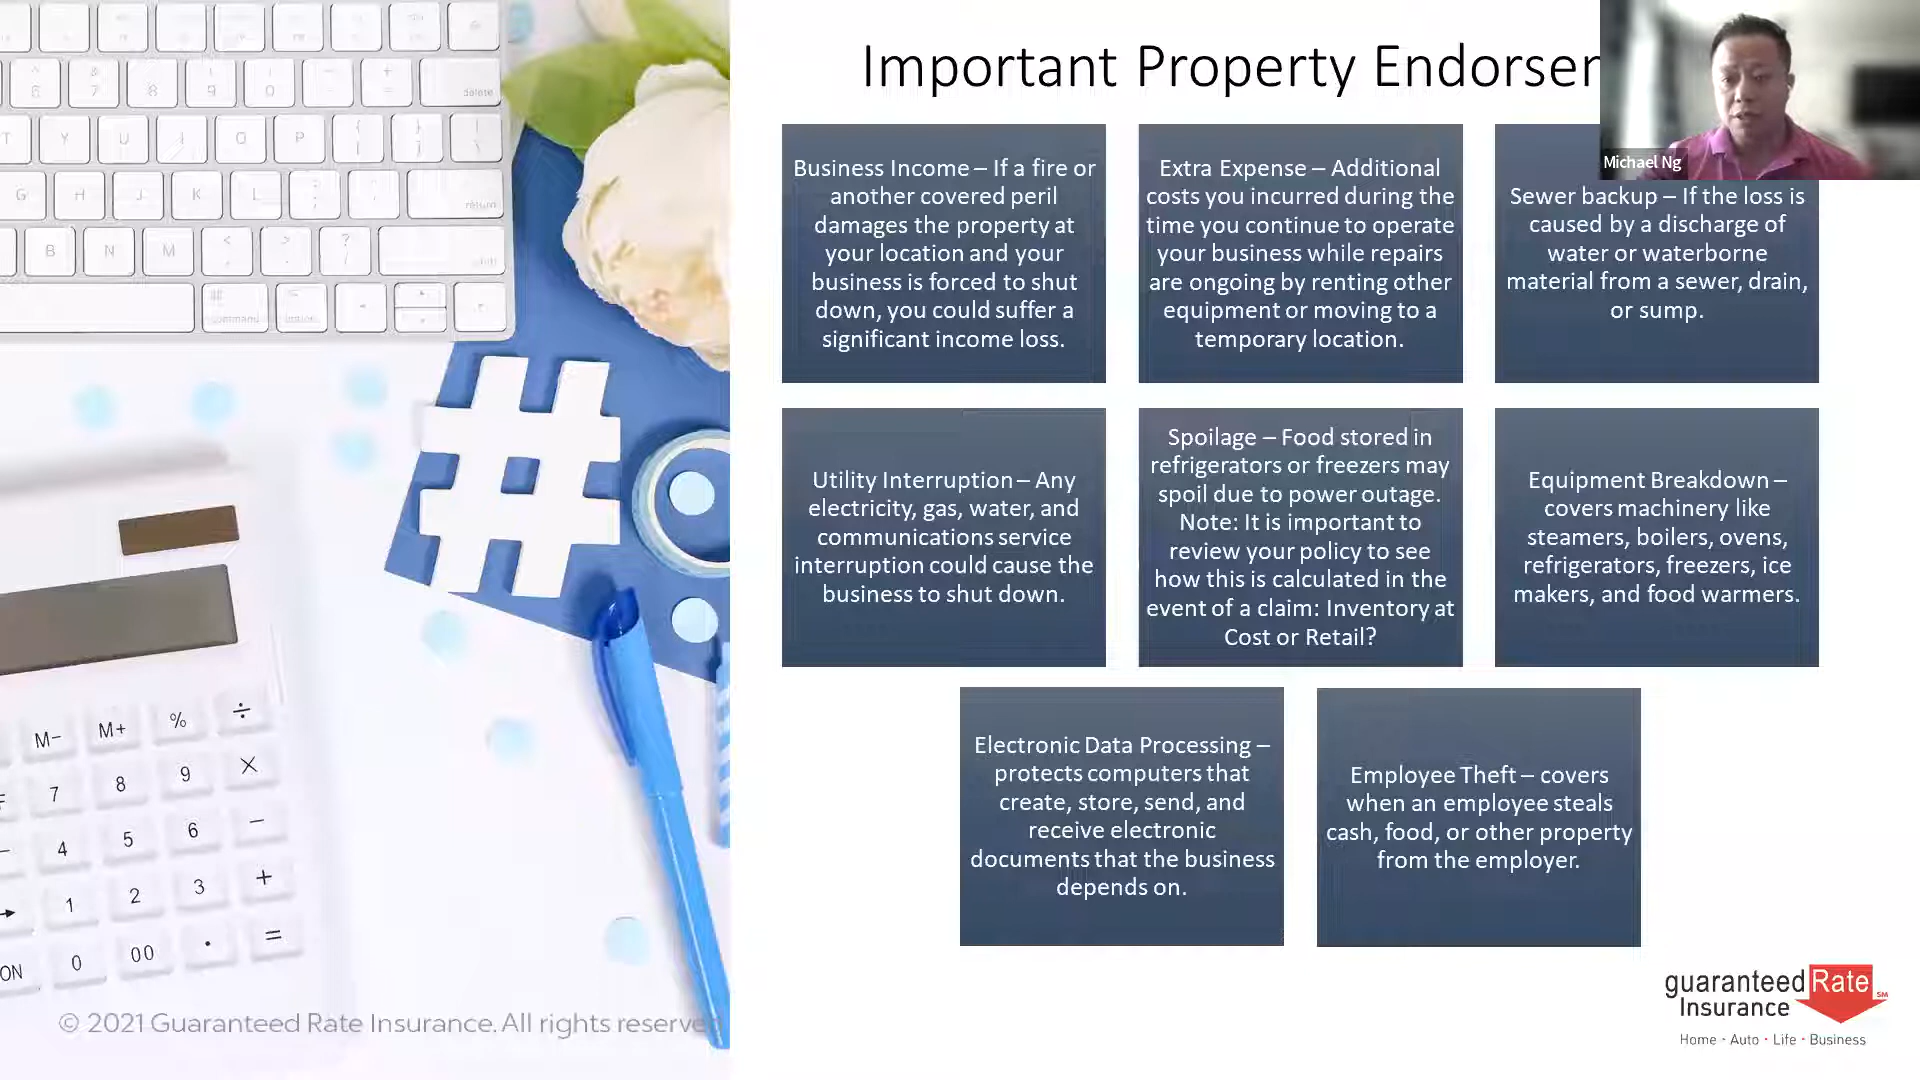 Important Property Endorsem
Michael Ng
Business Income – If a fire or
another covered peril
damages the property at
your location and your
business is forced to shut
down, you could suffer a
significant income loss.
Extra Expense – Additional
costs you incurred during the
time you continue to operate
your business while repairs
are ongoing by renting other
equipment or moving to a
temporary location.
Sewer backup – If the loss is
caused by a discharge of
water or waterborne
material from a sewer, drain,
or sump.
Utility Interruption – Any
electricity, gas, water, and
communications service
interruption could cause the
business to shut down.
Spoilage – Food stored in
refrigerators or freezers may
spoil due to power outage.
Note: It is important to
review your policy to see
how this is calculated in the
event of a claim: Inventory at
Cost or Retail?
Equipment Breakdown –
covers machinery like
steamers, boilers, ovens,
refrigerators, freezers, ice
makers, and food warmers.
Electronic Data Processing –
protects computers that
create, store, send, and
receive electronic
documents that the business
depends on.
Employee Theft – covers
when an employee steals
cash, food, or other property
from the employer.
guaranteed Rate
Insurance
Home · Auto · Life · Business
© 2021 Guaranteed Rate Insurance. All rights reserve
delete
T Y U I O P
return
G H J K L
B N M
command
option
M- M+ % ÷
7 8 9 X
4 5 6 −
1 2 3 +
ON 0 00 · =
#